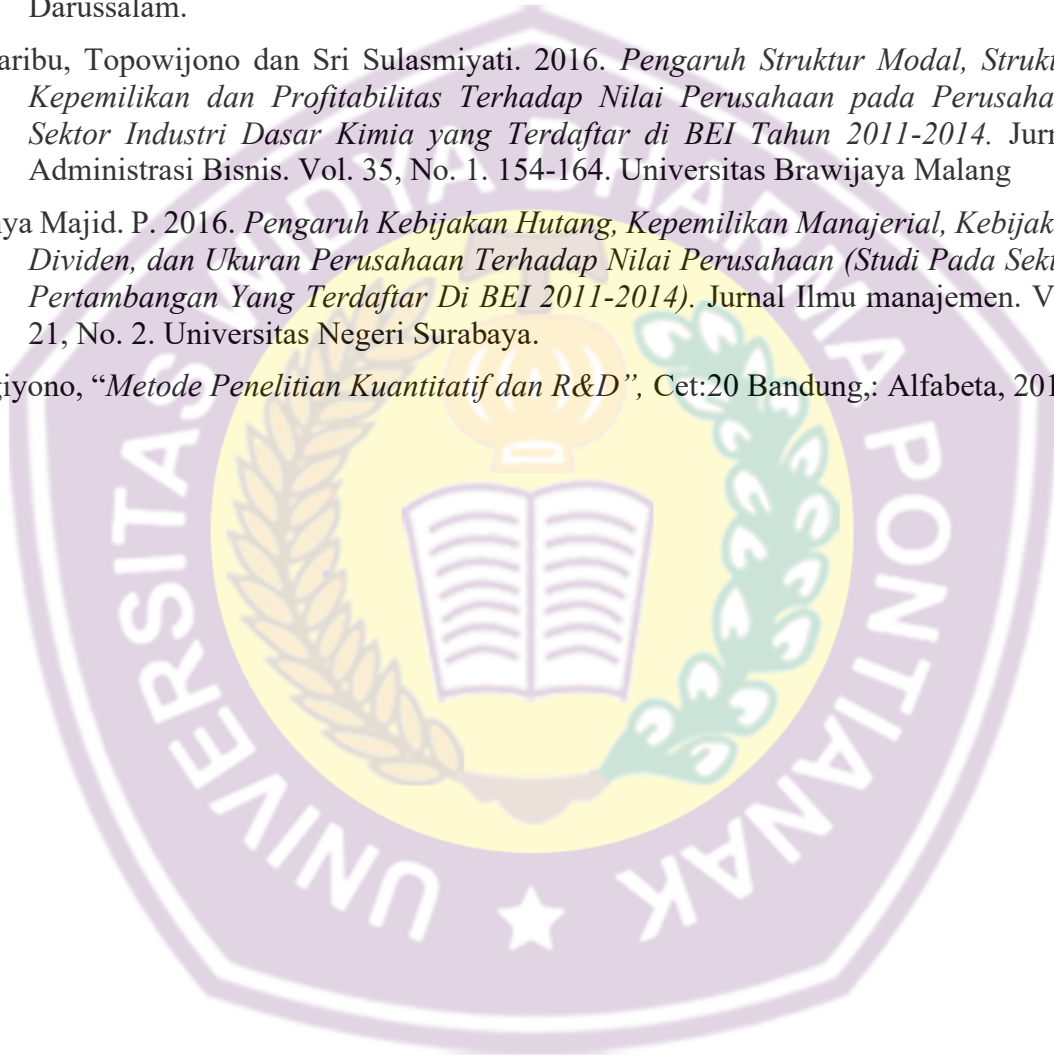 Darussalam.
aribu, Topowijono dan Sri Sulasmiyati. 2016. Pengaruh Struktur Modal, Strukt
Kepemilikan dan Profitabilitas Terhadap Nilai Perusahaan pada Perusaha
Sektor Industri Dasar Kimia yang Terdaftar di BEI Tahun 2011-2014. Jurn
Administrasi Bisnis. Vol. 35, No. 1. 154-164. Universitas Brawijaya Malang
ya Majid. P. 2016. Pengaruh Kebijakan Hutang, Kepemilikan Manajerial, Kebijak
Dividen, dan Ukuran Perusahaan Terhadap Nilai Perusahaan (Studi Pada Sekt
Pertambangan Yang Terdaftar Di BEI 2011-2014). Jurnal Ilmu manajemen. V
21, No. 2. Universitas Negeri Surabaya.
giyono, “Metode Penelitian Kuantitatif dan R&D”, Cet:20 Bandung,: Alfabeta, 201
UNIVERSITAS WIDYA DHARMA PONTIANAK